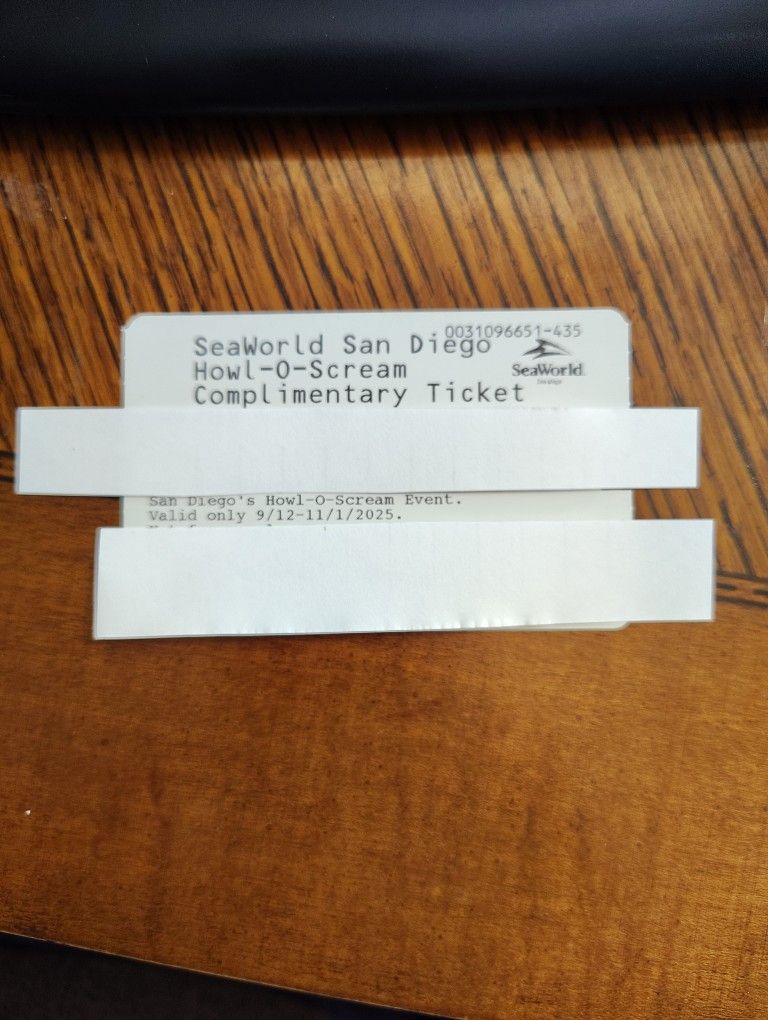 0031096651-435
SeaWorld San Diego
Howl-O-Scream
Complimentary Ticket
SeaWorld
San Diego's Howl-O-Scream Event.
Valid only 9/12-11/1/2025.